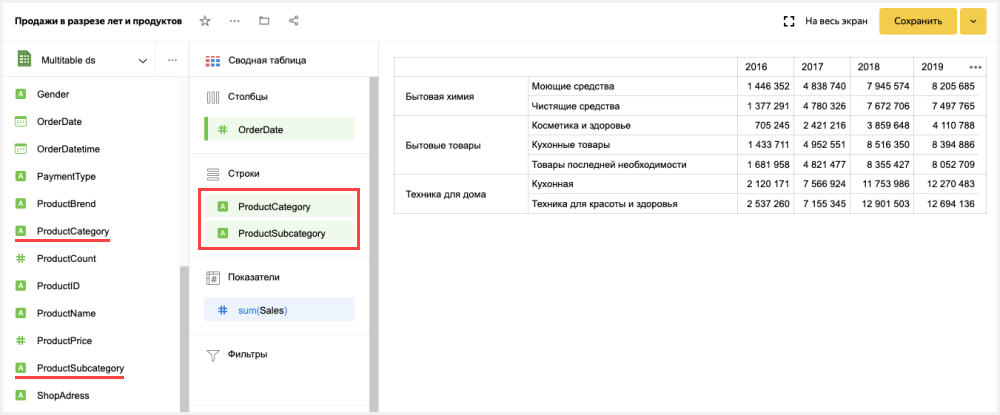 Продажи в разрезе лет и продуктов
На весь экран
Сохранить
Multitable ds
Gender
OrderDate
OrderDatetime
PaymentType
ProductBrend
ProductCategory
ProductCount
ProductID
ProductName
ProductPrice
ProductSubcategory
ShopAdress
Сводная таблица
Столбцы
OrderDate
Строки
ProductCategory
ProductSubcategory
Показатели
sum(Sales)
Фильтры
2016 2017 2018 2019
Бытовая химия Моющие средства 1 446 352 4 838 740 7 945 574 8 205 685
Чистящие средства 1 377 291 4 780 326 7 672 706 7 497 765
Бытовые товары Косметика и здоровье 705 245 2 421 216 3 859 648 4 110 788
Кухонные товары 1 433 711 4 952 551 8 516 350 8 394 886
Товары последней необходимости 1 681 958 4 821 477 8 355 427 8 052 709
Техника для дома Кухонная 2 120 171 7 566 924 11 753 986 12 270 483
Техника для красоты и здоровья 2 537 260 7 155 345 12 901 503 12 694 136